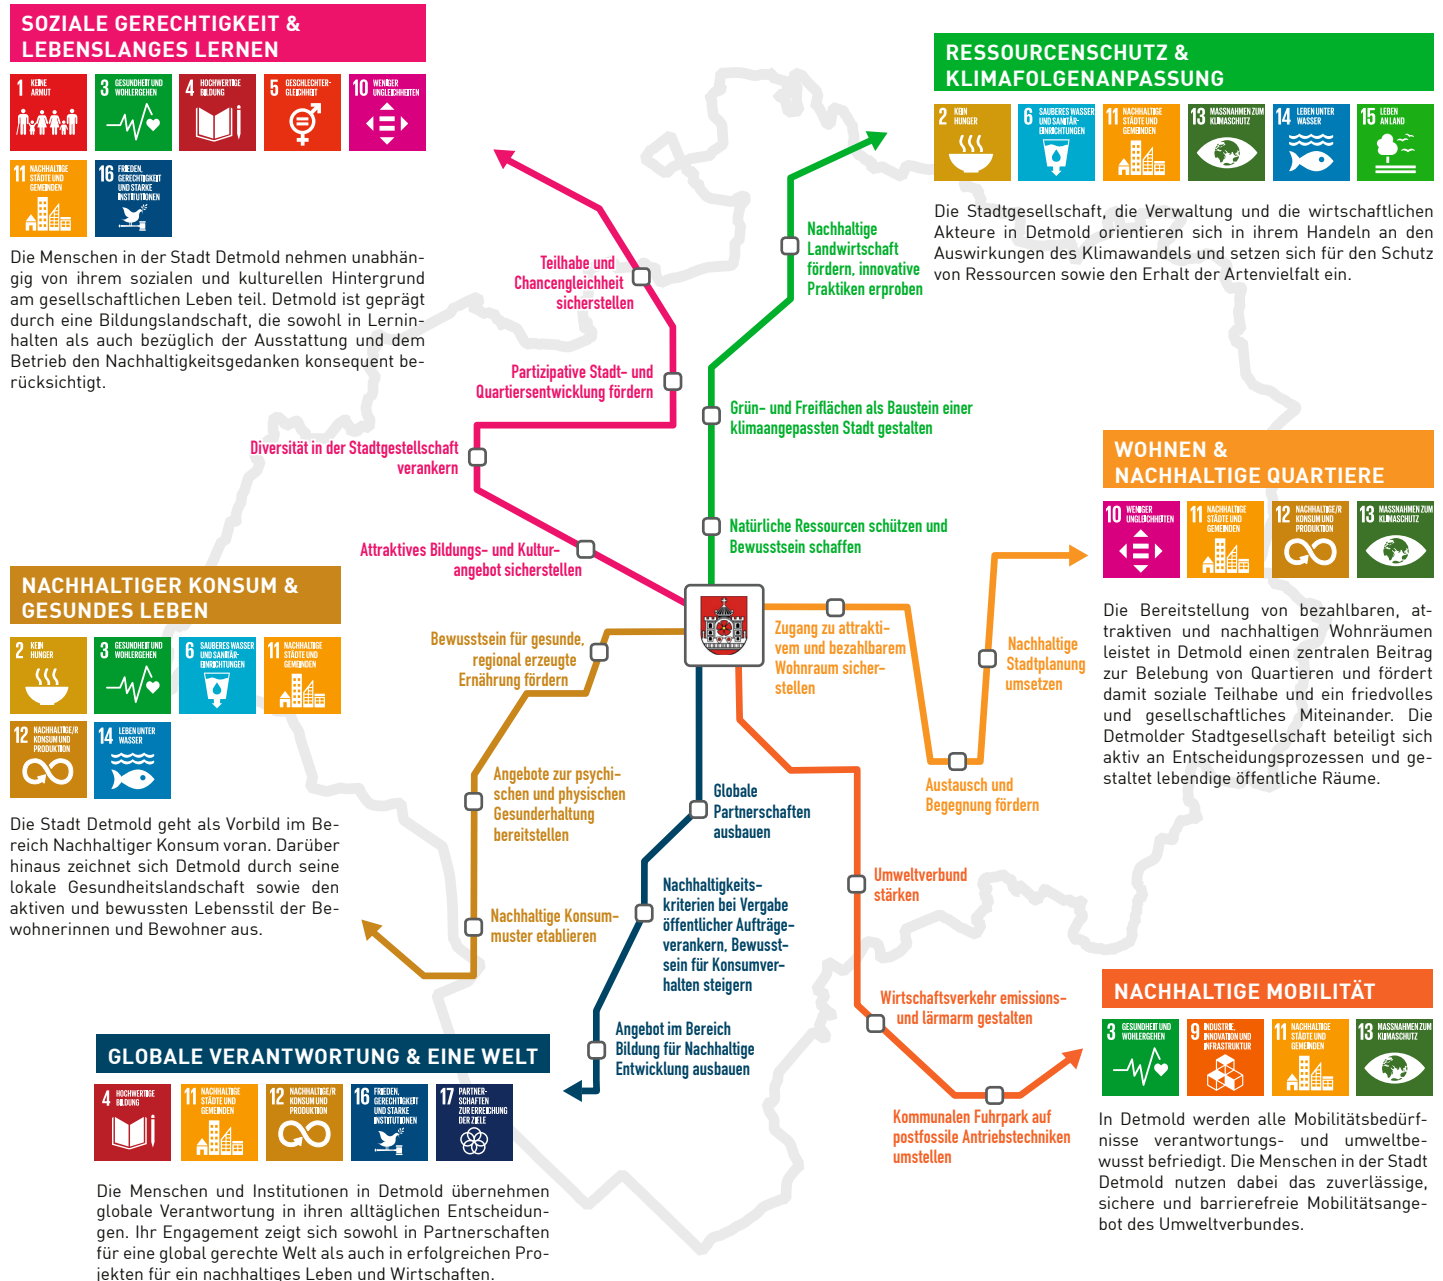 SOZIALE GERECHTIGKEIT &
LEBENSLANGES LERNEN
1 KEINE
ARMUT
3 GESUNDHEIT UND
WOHLERGEHEN
4 HOCHWERTIGE
BILDUNG
5 GESCHLECHTER-
GLEICHHEIT
10 WENIGER
UNGLEICHHEITEN
11 NACHHALTIGE
STÄDTE UND
GEMEINDEN
16 FRIEDEN,
GERECHTIGKEIT
UND STARKE
INSTITUTIONEN
Die Menschen in der Stadt Detmold nehmen unabhän-
gig von ihrem sozialen und kulturellen Hintergrund
am gesellschaftlichen Leben teil. Detmold ist geprägt
durch eine Bildungslandschaft, die sowohl in Lernin-
halten als auch bezüglich der Ausstattung und dem
Betrieb den Nachhaltigkeitsgedanken konsequent be-
rücksichtigt.
RESSOURCENSCHUTZ &
KLIMAFOLGENANPASSUNG
2 KEIN
HUNGER
6 SAUBERES WASSER
UND SANITÄR-
EINRICHTUNGEN
11 NACHHALTIGE
STÄDTE UND
GEMEINDEN
13 MASSNAHMEN ZUM
KLIMASCHUTZ
14 LEBEN UNTER
WASSER
15 LEBEN
AN LAND
Die Stadtgesellschaft, die Verwaltung und die wirtschaftlichen
Akteure in Detmold orientieren sich in ihrem Handeln an den
Auswirkungen des Klimawandels und setzen sich für den Schutz
von Ressourcen sowie den Erhalt der Artenvielfalt ein.
Teilhabe und
Chancengleichheit
sicherstellen
Partizipative Stadt- und
Quartiersentwicklung fördern
Diversität in der Stadtgestellschaft
verankern
Attraktives Bildungs- und Kultur-
angebot sicherstellen
Nachhaltige
Landwirtschaft
fördern, innovative
Praktiken erproben
Grün- und Freiflächen als Baustein einer
klimaangepassten Stadt gestalten
Natürliche Ressourcen schützen und
Bewusstsein schaffen
WOHNEN &
NACHHALTIGE QUARTIERE
10 WENIGER
UNGLEICHHEITEN
11 NACHHALTIGE
STÄDTE UND
GEMEINDEN
12 NACHHALTIGE/R
KONSUM UND
PRODUKTION
13 MASSNAHMEN ZUM
KLIMASCHUTZ
Die Bereitstellung von bezahlbaren, at-
traktiven und nachhaltigen Wohnräumen
leistet in Detmold einen zentralen Beitrag
zur Belebung von Quartieren und fördert
damit soziale Teilhabe und ein friedvolles
und gesellschaftliches Miteinander. Die
Detmolder Stadtgesellschaft beteiligt sich
aktiv an Entscheidungsprozessen und ge-
staltet lebendige öffentliche Räume.
Zugang zu attrakti-
vem und bezahlbarem
Wohnraum sicher-
stellen
Nachhaltige
Stadtplanung
umsetzen
Austausch und
Begegnung fördern
NACHHALTIGER KONSUM &
GESUNDES LEBEN
2 KEIN
HUNGER
3 GESUNDHEIT UND
WOHLERGEHEN
6 SAUBERES WASSER
UND SANITÄR-
EINRICHTUNGEN
11 NACHHALTIGE
STÄDTE UND
GEMEINDEN
12 NACHHALTIGE/R
KONSUM UND
PRODUKTION
14 LEBEN UNTER
WASSER
Die Stadt Detmold geht als Vorbild im Be-
reich Nachhaltiger Konsum voran. Darüber
hinaus zeichnet sich Detmold durch seine
lokale Gesundheitslandschaft sowie den
aktiven und bewussten Lebensstil der Be-
wohnerinnen und Bewohner aus.
Bewusstsein für gesunde,
regional erzeugte
Ernährung fördern
Angebote zur psychi-
schen und physischen
Gesunderhaltung
bereitstellen
Nachhaltige Konsum-
muster etablieren
Globale
Partnerschaften
ausbauen
Nachhaltigkeits-
kriterien bei Vergabe
öffentlicher Aufträge-
verankern, Bewusst-
sein für Konsumver-
halten steigern
Angebot im Bereich
Bildung für Nachhaltige
Entwicklung ausbauen
Umweltverbund
stärken
Wirtschaftsverkehr emissions-
und lärmarm gestalten
Kommunalen Fuhrpark auf
postfossile Antriebstechniken
umstellen
GLOBALE VERANTWORTUNG & EINE WELT
4 HOCHWERTIGE
BILDUNG
11 NACHHALTIGE
STÄDTE UND
GEMEINDEN
12 NACHHALTIGE/R
KONSUM UND
PRODUKTION
16 FRIEDEN,
GERECHTIGKEIT
UND STARKE
INSTITUTIONEN
17 PARTNER-
SCHAFTEN
ZUR ERREICHUNG
DER ZIELE
Die Menschen und Institutionen in Detmold übernehmen
globale Verantwortung in ihren alltäglichen Entscheidun-
gen. Ihr Engagement zeigt sich sowohl in Partnerschaften
für eine global gerechte Welt als auch in erfolgreichen Pro-
jekten für ein nachhaltiges Leben und Wirtschaften.
NACHHALTIGE MOBILITÄT
3 GESUNDHEIT UND
WOHLERGEHEN
9 INDUSTRIE,
INNOVATION UND
INFRASTRUKTUR
11 NACHHALTIGE
STÄDTE UND
GEMEINDEN
13 MASSNAHMEN ZUM
KLIMASCHUTZ
In Detmold werden alle Mobilitätsbedürf-
nisse verantwortungs- und umweltbe-
wusst befriedigt. Die Menschen in der Stadt
Detmold nutzen dabei das zuverlässige,
sichere und barrierefreie Mobilitätsange-
bot des Umweltverbundes.